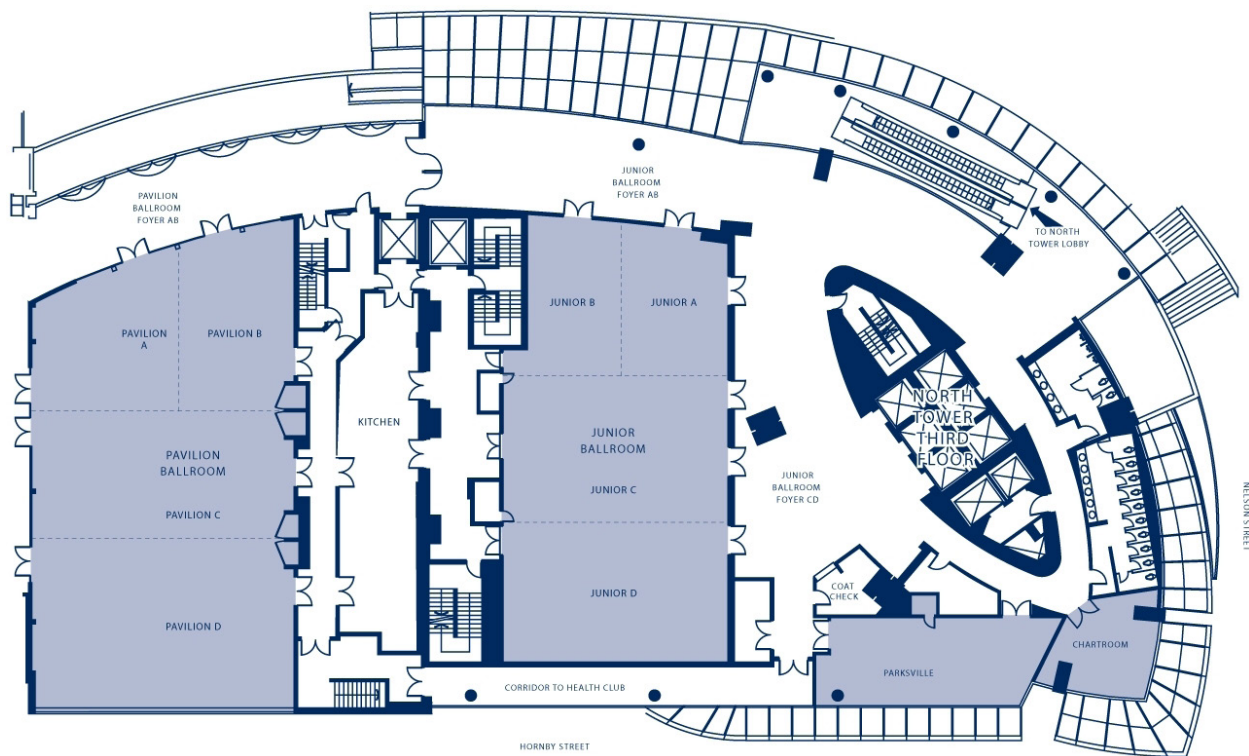 PAVILION
BALLROOM
FOYER AB
JUNIOR
BALLROOM
FOYER AB
TO NORTH
TOWER LOBBY
PAVILION
A
PAVILION B
JUNIOR B
JUNIOR A
KITCHEN
NORTH
TOWER
THIRD
FLOOR
PAVILION
BALLROOM
JUNIOR
BALLROOM
PAVILION C
JUNIOR C
JUNIOR
BALLROOM
FOYER CD
NELSON STREET
COAT
CHECK
PAVILION D
JUNIOR D
CHARTROOM
PARKSVILLE
CORRIDOR TO HEALTH CLUB
HORNBY STREET